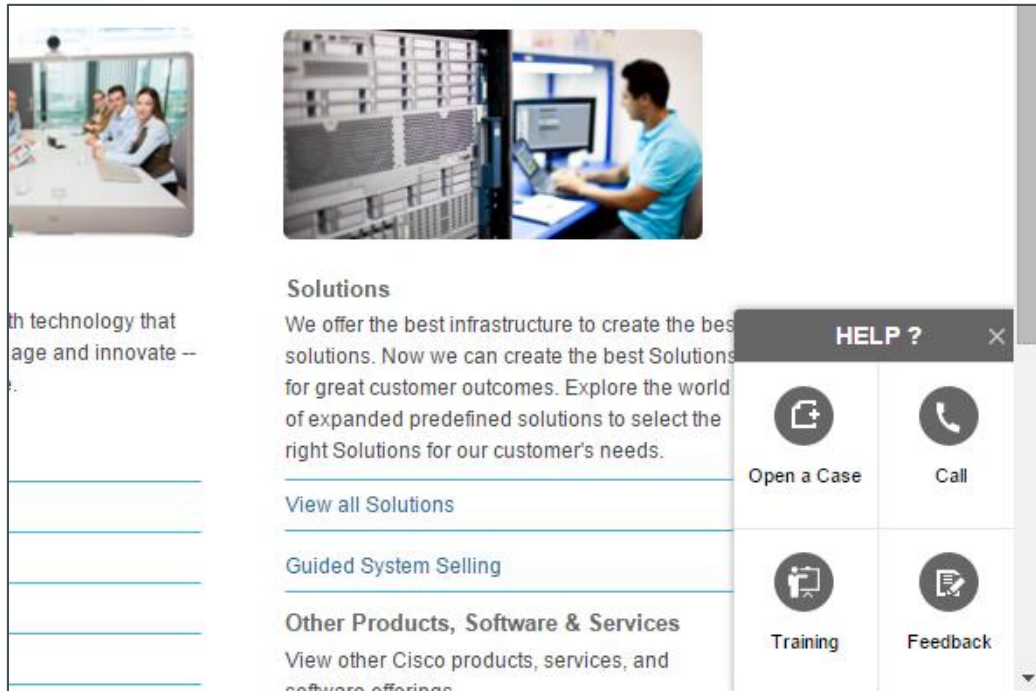 th technology that
age and innovate --
Solutions
We offer the best infrastructure to create the bes
solutions. Now we can create the best Solutions
for great customer outcomes. Explore the world
of expanded predefined solutions to select the
right Solutions for our customer's needs.
View all Solutions
Guided System Selling
Other Products, Software & Services
View other Cisco products, services, and
software offerings
HELP ?
Open a Case
Call
Training
Feedback